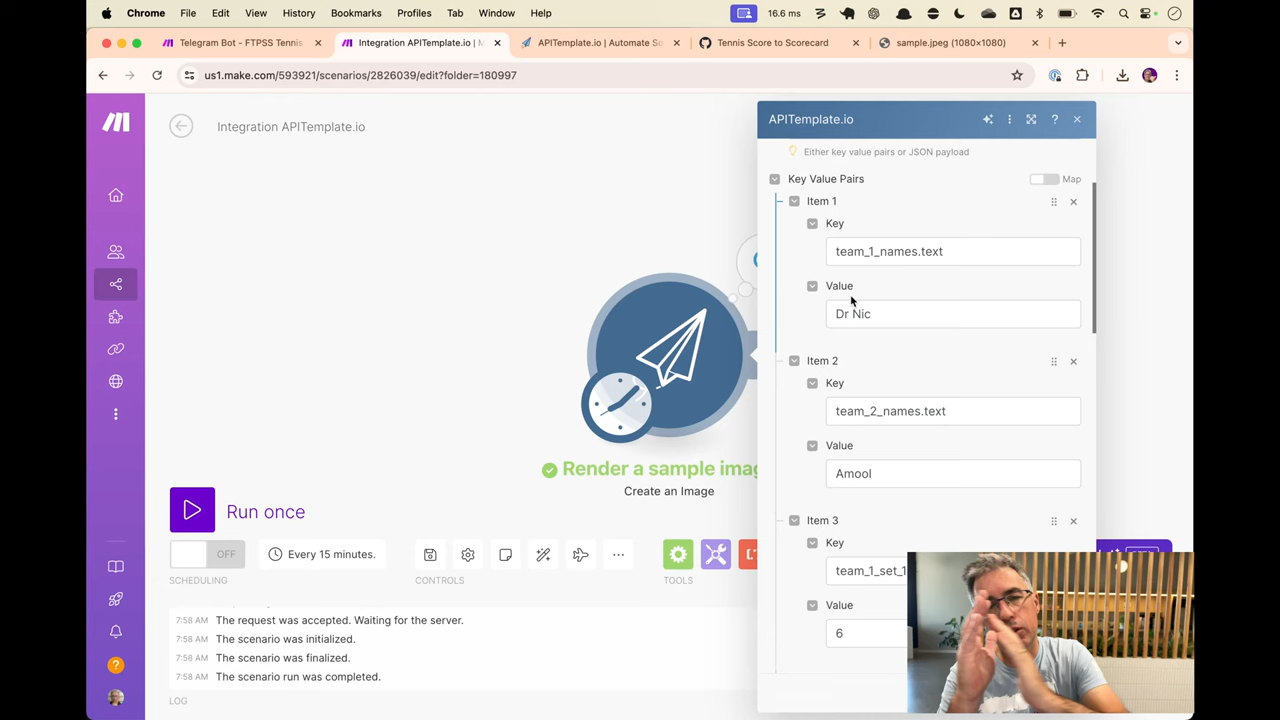 Chrome File Edit View History Bookmarks Profiles Tab Window Help 16.6 ms
Telegram Bot - FTPSS Tennis
Integration APITemplate.io | M
APITemplate.io | Automate So
Tennis Score to Scorecard
sample.jpeg (1080×1080)
us1.make.com/593921/scenarios/2826039/edit?folder=180997
Integration APITemplate.io
APITemplate.io
Either key value pairs or JSON payload
Key Value Pairs
Map
Item 1
Key
team_1_names.text
Value
Dr Nic
Item 2
Key
team_2_names.text
Value
Amool
Item 3
Key
team_1_set_1
Value
6
Render a sample imag
Create an Image
Run once
OFF
Every 15 minutes.
SCHEDULING
CONTROLS
TOOLS
7:58 AM The request was accepted. Waiting for the server.
7:58 AM The scenario was initialized.
7:58 AM The scenario was finalized.
7:58 AM The scenario run was completed.
LOG